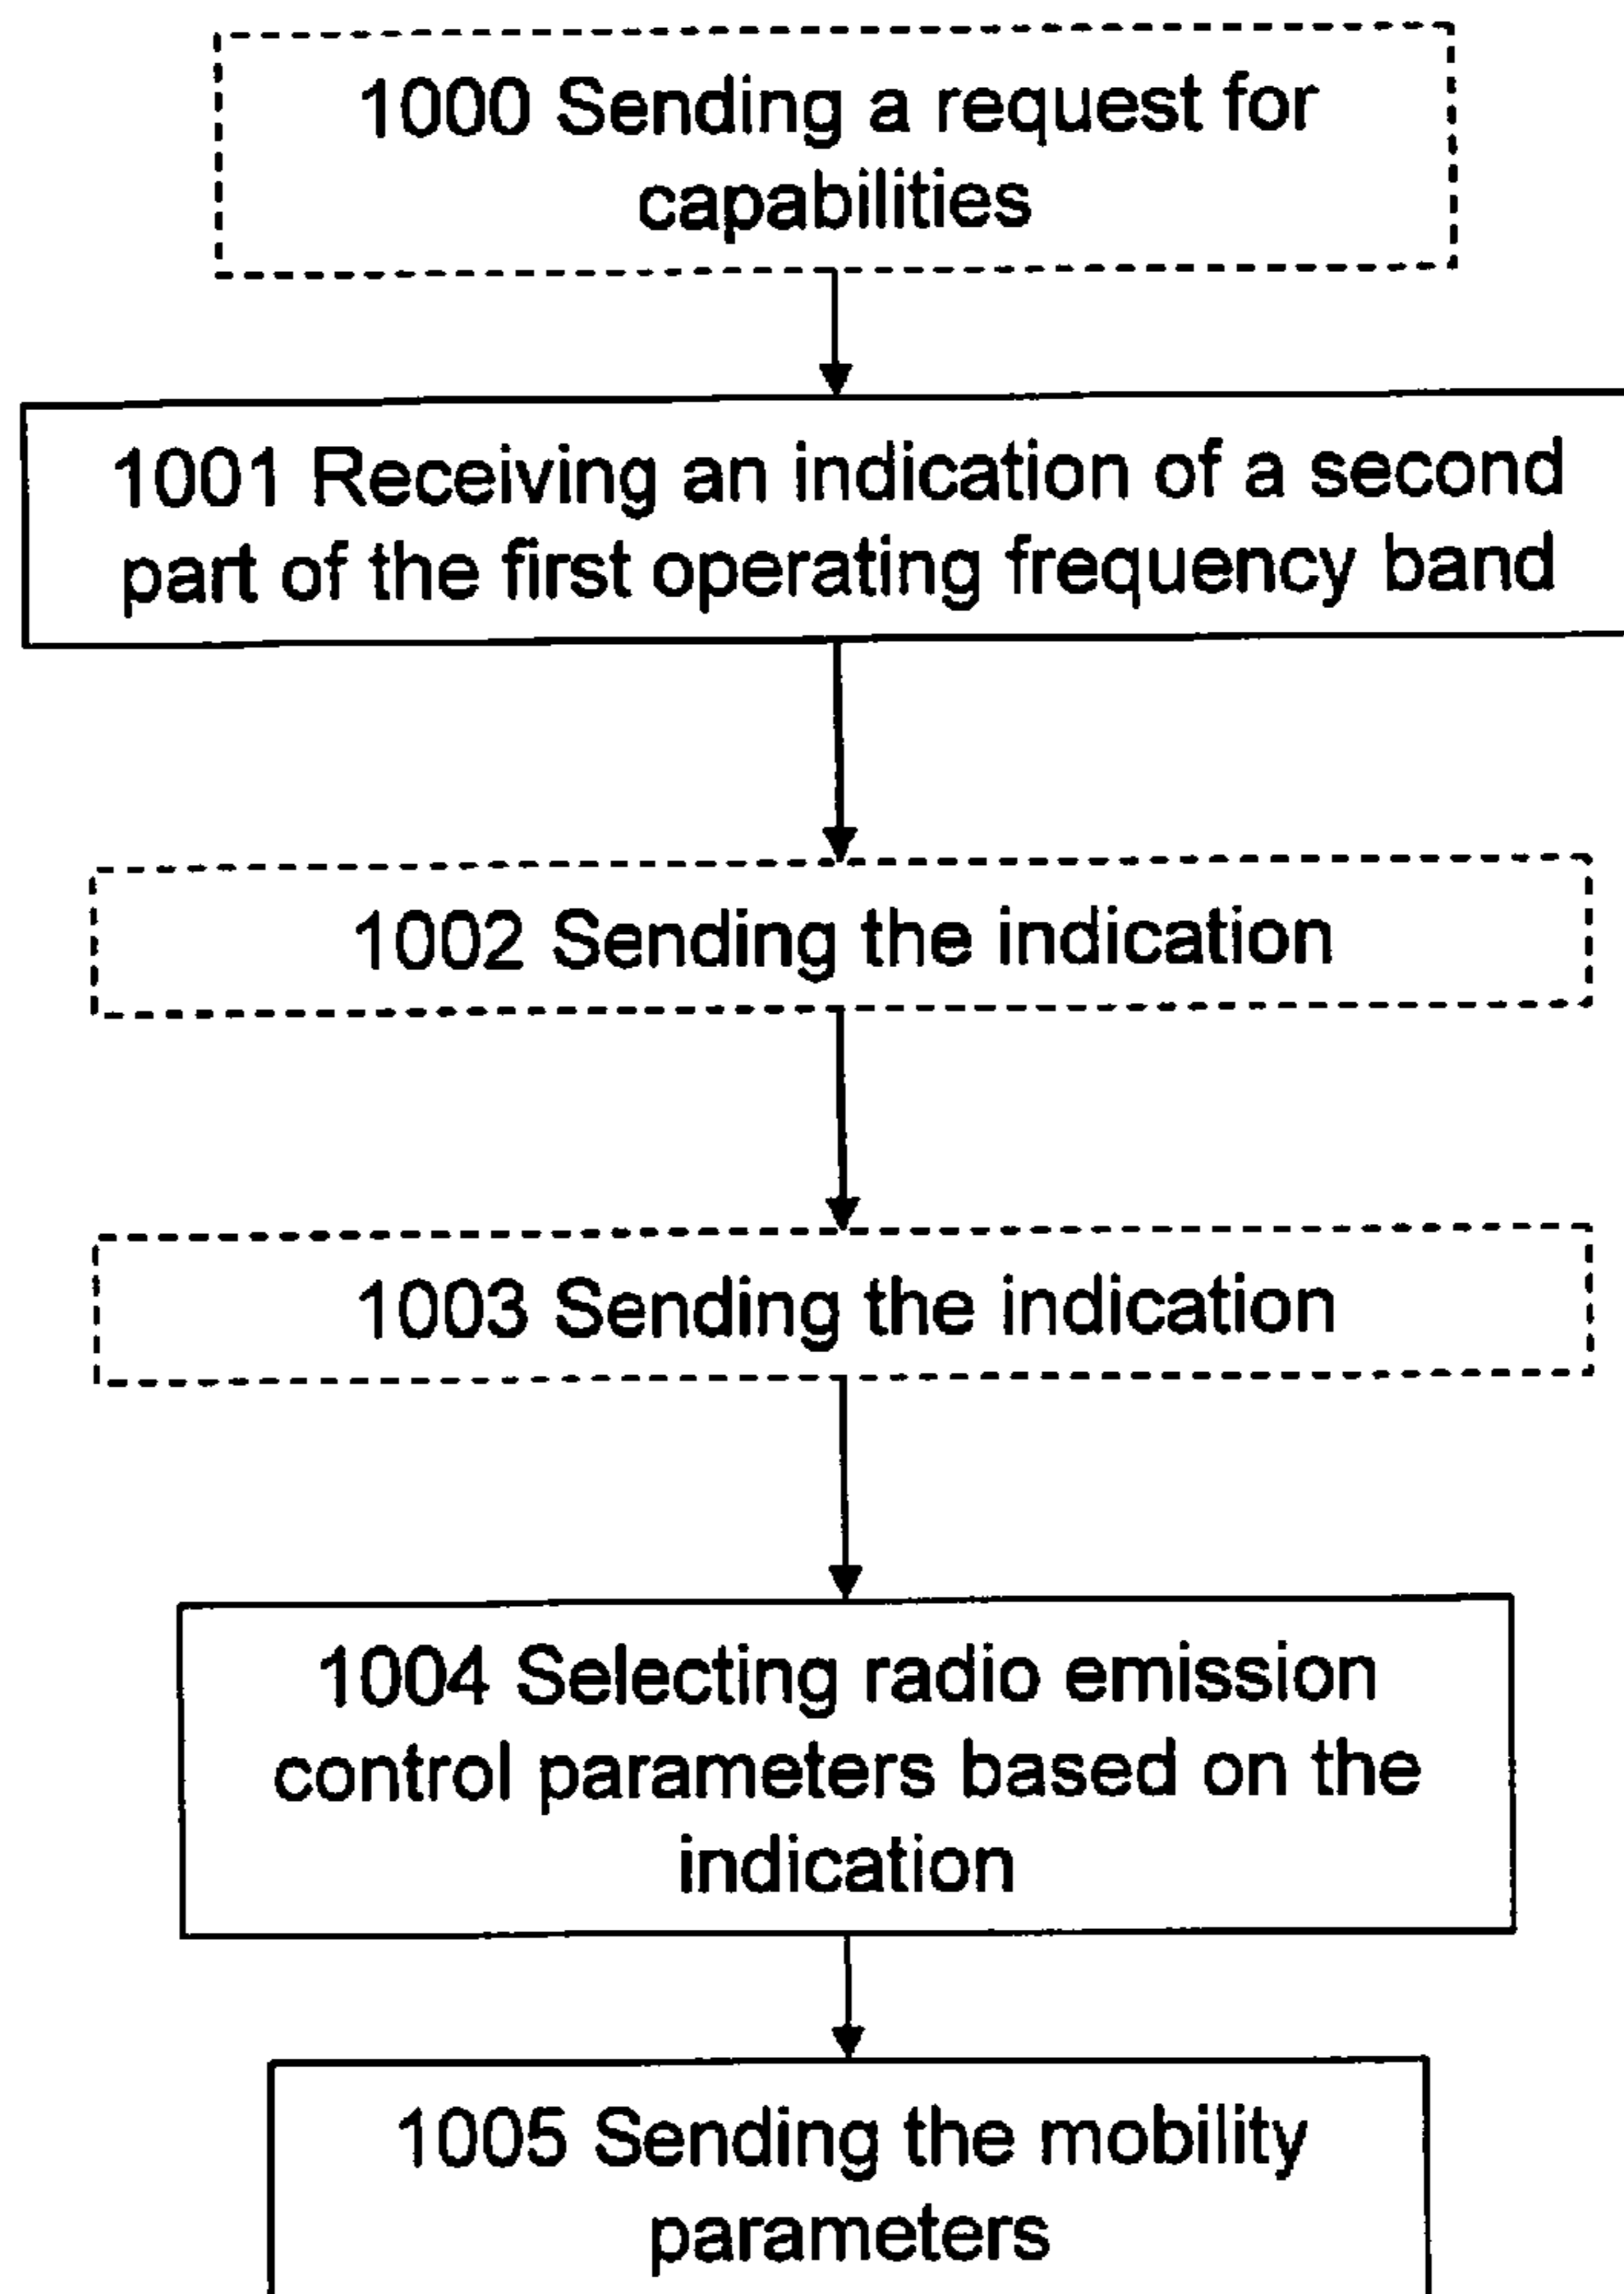 1000 Sending a request for
capabilities
1001 Receiving an indication of a second
part of the first operating frequency band
1002 Sending the indication
1003 Sending the indication
1004 Selecting radio emission
control parameters based on the
indication
1005 Sending the mobility
parameters